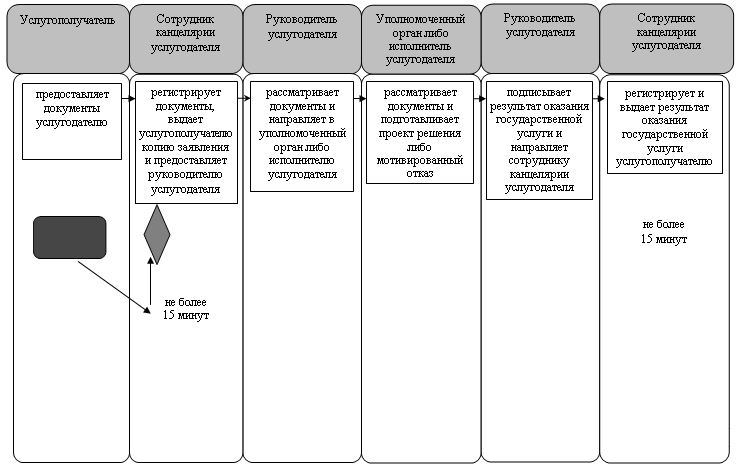 Услугополучатель
Сотрудник
канцелярии
услугодателя
Руководитель
услугодателя
Уполномоченный
орган либо
исполнитель
услугодателя
Руководитель
услугодателя
Сотрудник
канцелярии
услугодателя
предоставляет
документы
услугодателю
регистрирует
документы,
выдает
услугополучателю
копию заявления
и предоставляет
руководителю
услугодателя
рассматривает
документы и
направляет в
уполномоченный
орган либо
исполнителю
услугодателя
рассматривает
документы и
подготавливает
проект решения
либо
мотивированный
отказ
подписывает
результат оказания
государственной
услуги и
направляет
сотруднику
канцелярии
услугодателя
регистрирует и
выдает результат
оказания
государственной
услуги
услугополучателю
не более
15 минут
не более
15 минут